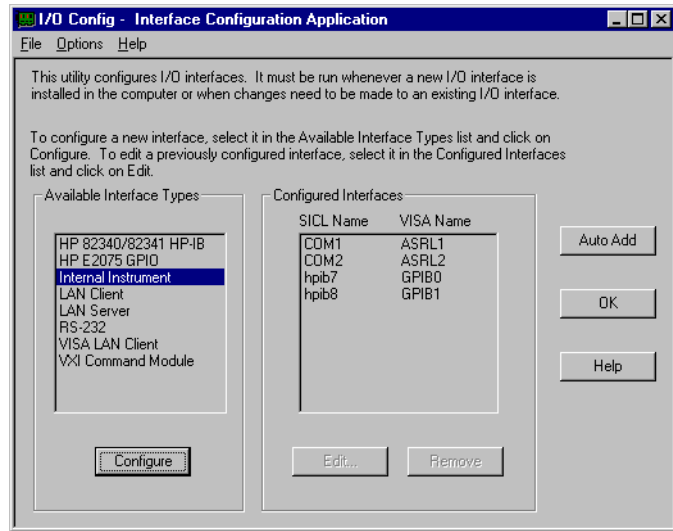 I/O Config -  Interface Configuration Application
File  Options  Help
This utility configures I/O interfaces.  It must be run whenever a new I/O interface is
installed in the computer or when changes need to be made to an existing I/O interface.
To configure a new interface, select it in the Available Interface Types list and click on
Configure.  To edit a previously configured interface, select it in the Configured Interfaces
list and click on Edit.
Available Interface Types
HP 82340/82341 HP-IB
HP E2075 GPIO
Internal Instrument
LAN Client
LAN Server
RS-232
VISA LAN Client
VXI Command Module
Configure
Configured Interfaces
SICL Name  VISA Name
COM1  ASRL1
COM2  ASRL2
hpib7  GPIB0
hpib8  GPIB1
Edit...  Remove
Auto Add
OK
Help